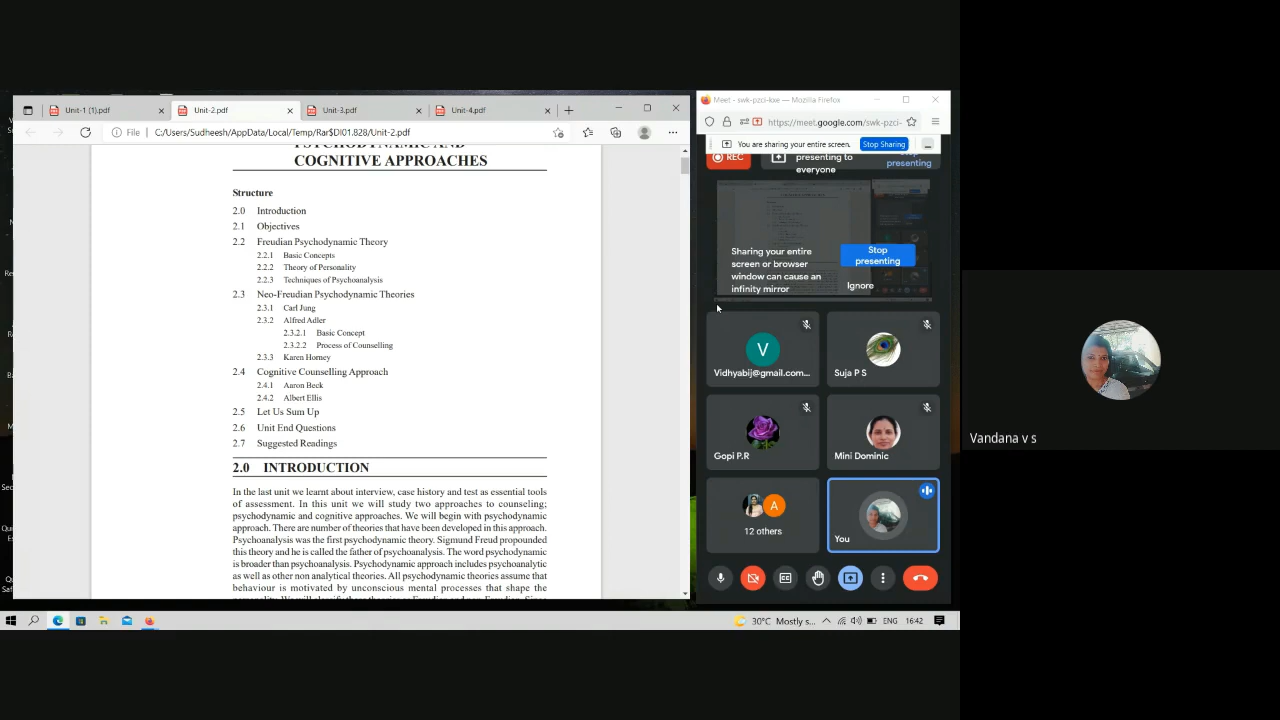 Unit-1 (1).pdf
Unit-2.pdf
Unit-3.pdf
Unit-4.pdf
File
C:/Users/Sudheesh/AppData/Local/Temp/Rar$DI01.828/Unit-2.pdf
PSYCHODYNAMIC AND
COGNITIVE APPROACHES
Structure
2.0 Introduction
2.1 Objectives
2.2 Freudian Psychodynamic Theory
2.2.1 Basic Concepts
2.2.2 Theory of Personality
2.2.3 Techniques of Psychoanalysis
2.3 Neo-Freudian Psychodynamic Theories
2.3.1 Carl Jung
2.3.2 Alfred Adler
2.3.2.1 Basic Concept
2.3.2.2 Process of Counselling
2.3.3 Karen Horney
2.4 Cognitive Counselling Approach
2.4.1 Aaron Beck
2.4.2 Albert Ellis
2.5 Let Us Sum Up
2.6 Unit End Questions
2.7 Suggested Readings
2.0 INTRODUCTION
In the last unit we learnt about interview, case history and test as essential tools
of assessment. In this unit we will study two approaches to counseling;
psychodynamic and cognitive approaches. We will begin with psychodynamic
approach. There are number of theories that have been developed in this approach.
Psychoanalysis was the first psychodynamic theory. Sigmund Freud propounded
this theory and he is called the father of psychoanalysis. The word psychodynamic
is broader than psychoanalysis. Psychodynamic approach includes psychoanalytic
as well as other non analytical theories. All psychodynamic theories assume that
behaviour is motivated by unconscious mental processes that shape the
Meet - swk-pzci-kxe — Mozilla Firefox
https://meet.google.com/swk-pzci-
You are sharing your entire screen.
Stop Sharing
REC
presenting to
everyone
Stop
presenting
Sharing your entire
screen or browser
window can cause an
infinity mirror
Stop
presenting
Ignore
V
Vidhyabij@gmail.com...
Suja P S
Gopi P.R
Mini Dominic
A
12 others
You
30°C Mostly s...
ENG
16:42
Vandana v s